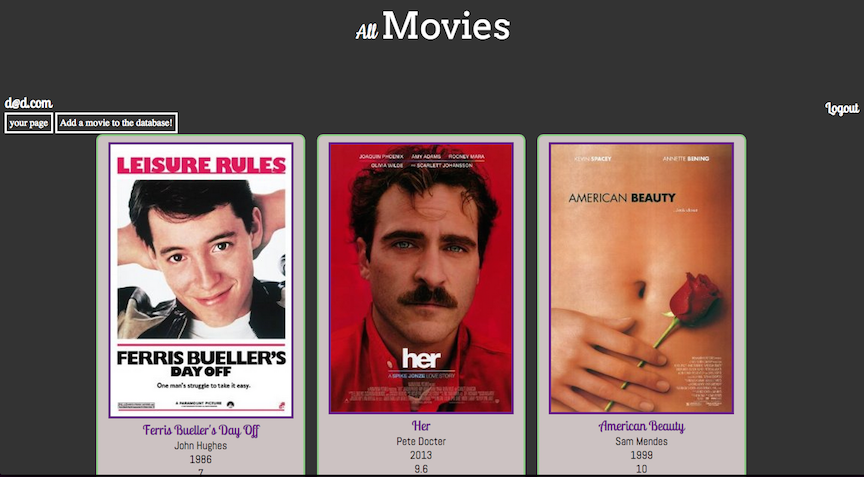 All Movies
d@d.com
Logout
your page
Add a movie to the database!
LEISURE RULES
FERRIS BUELLER'S
DAY OFF
One man's struggle to take it easy.
A PARAMOUNT PICTURE
Ferris Bueller's Day Off
John Hughes
1986
7
JOAQUIN PHOENIX AMY ADAMS ROONEY MARA
OLIVIA WILDE AND SCARLETT JOHANSSON
her
A SPIKE JONZE LOVE STORY
Her
Pete Docter
2013
9.6
KEVIN SPACEY ANNETTE BENING
AMERICAN BEAUTY
...look closer
American Beauty
Sam Mendes
1999
10